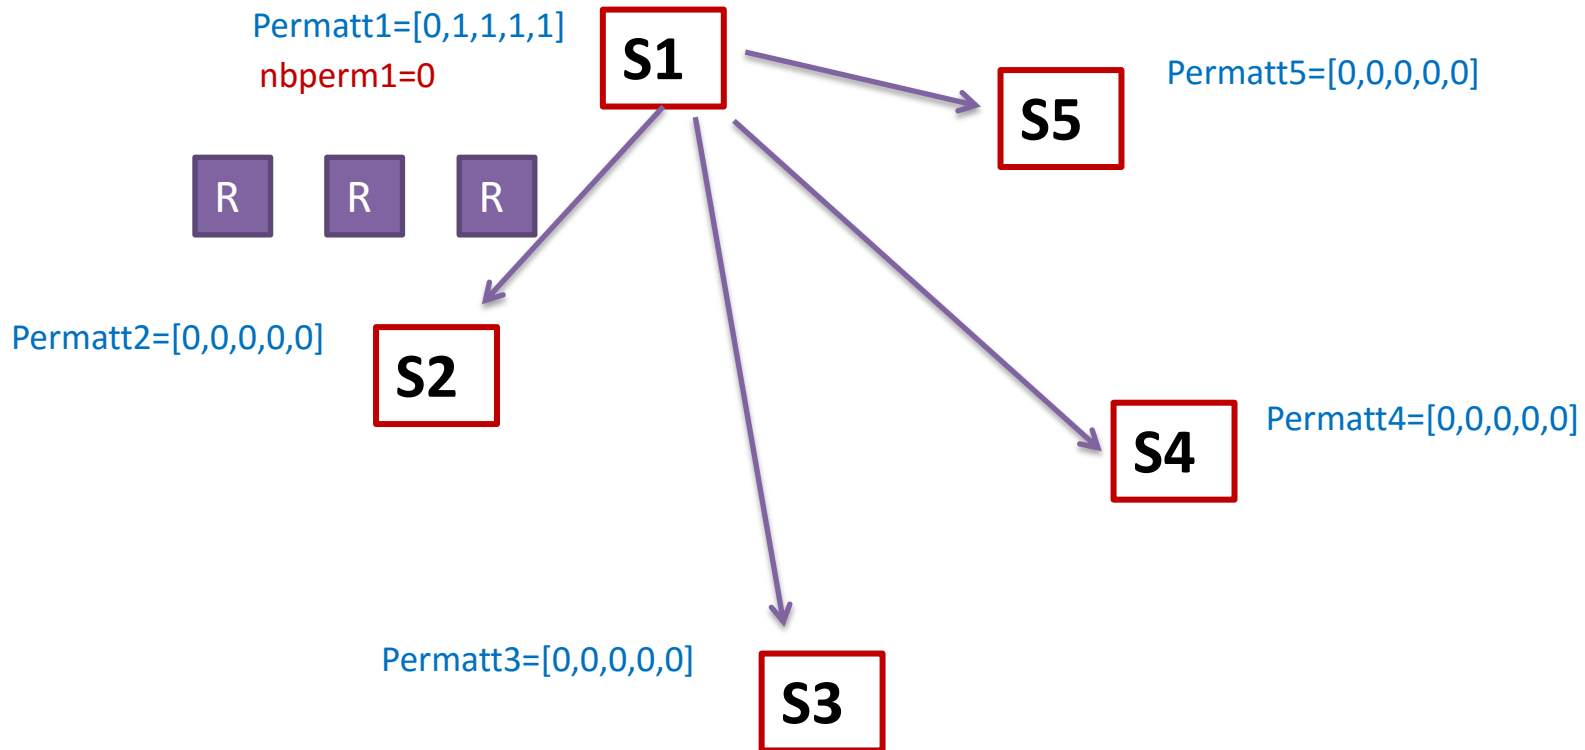 Permatt1=[0,1,1,1,1]
nbperm1=0
S1
Permatt5=[0,0,0,0,0]
S5
R R R
Permatt2=[0,0,0,0,0]
S2
Permatt4=[0,0,0,0,0]
S4
Permatt3=[0,0,0,0,0]
S3